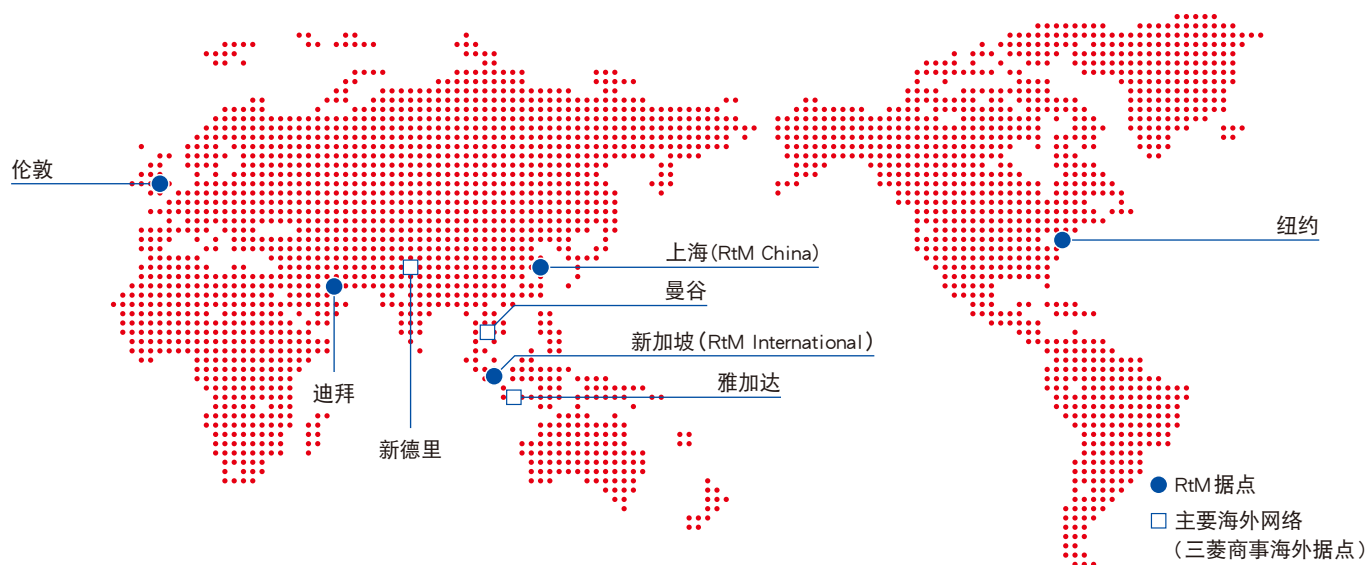 伦敦
纽约
上海(RtM China)
曼谷
新加坡(RtM International)
雅加达
迪拜
新德里
RtM据点
主要海外网络
(三菱商事海外据点)